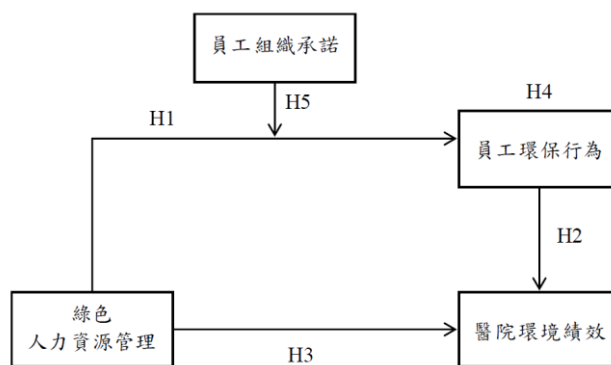 員工組織承諾
H5
H4
H1
員工環保行為
H2
綠色
人力資源管理
醫院環境績效
H3